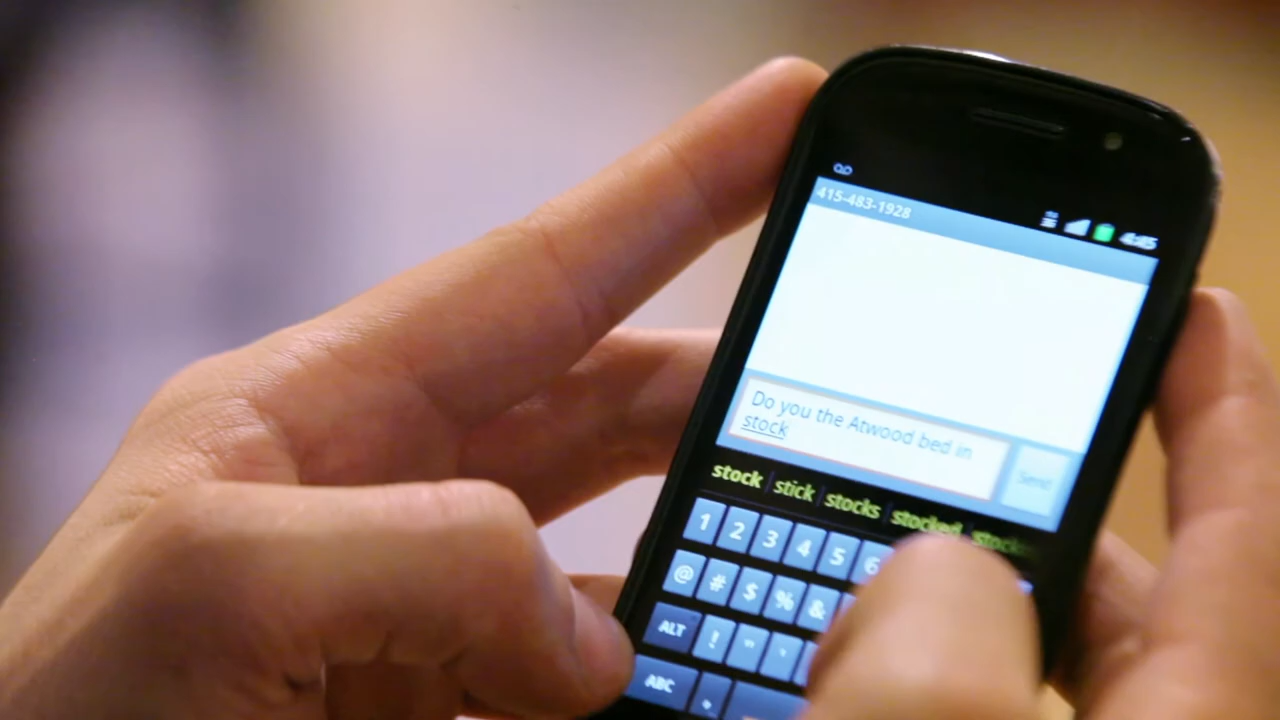 415-483-1928
4:45
Do you the Atwood bed in
stock
Send
stock stick stocks stocked
1 2 3 4 5 6
@ # $ % &
ALT ! " '
ABC ,